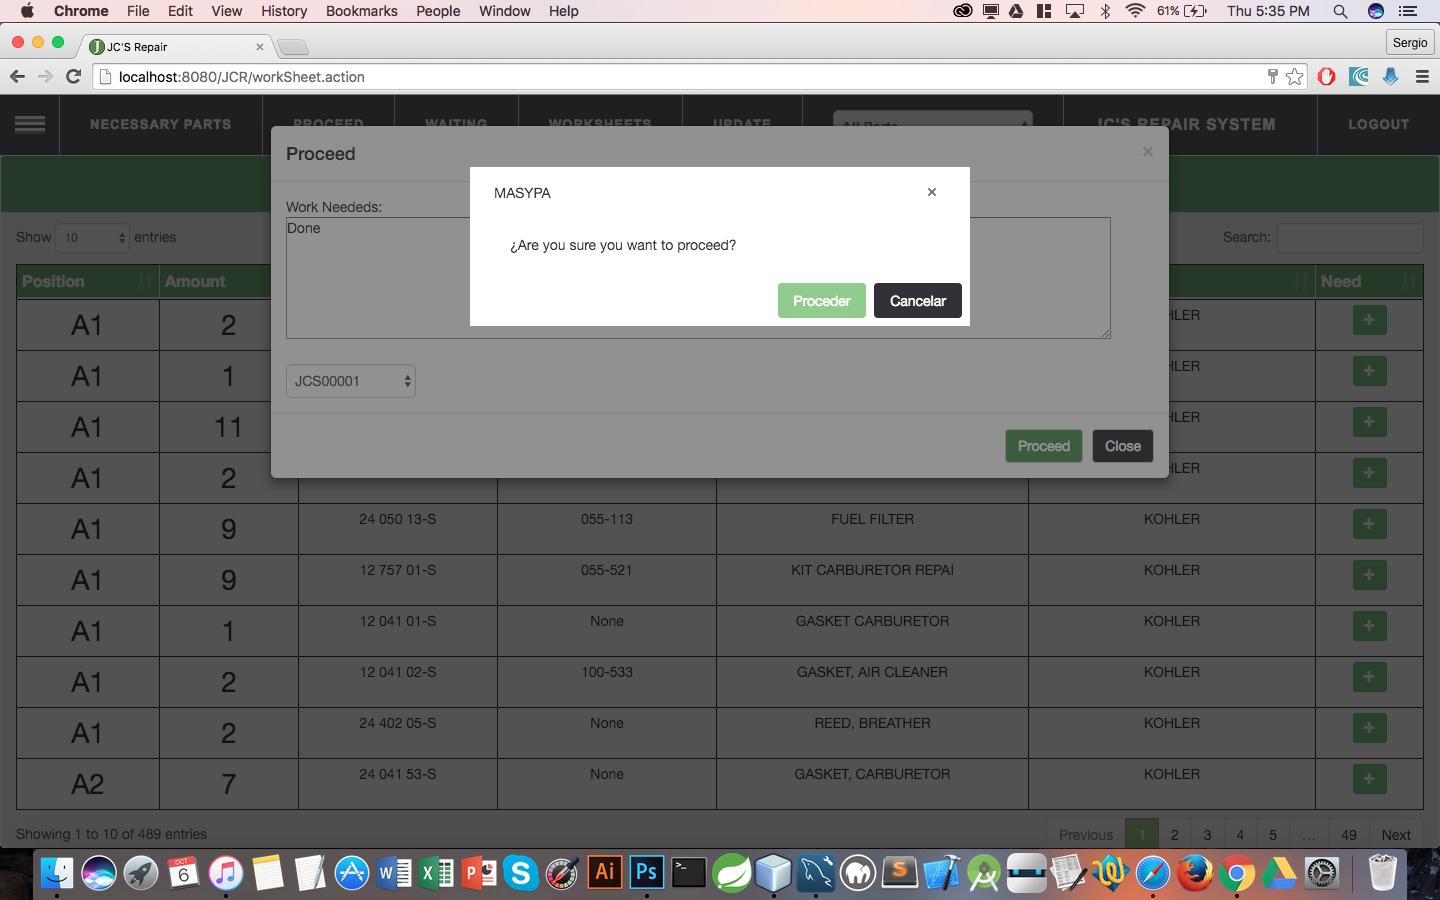 Chrome File Edit View History Bookmarks People Window Help 61% Thu 5:35 PM
JC'S Repair
Sergio
localhost:8080/JCR/workSheet.action
NECESSARY PARTS PROCEED WAITING WORKSHEETS UPDATE All Parts JC'S REPAIR SYSTEM LOGOUT
Proceed ×
MASYPA ×
¿Are you sure you want to proceed?
Proceder Cancelar
Work Neededs:
Done
JCS00001
Proceed Close
Show 10 entries Search:
Position Amount Need
A1 2 HLER
A1 1 HLER
A1 11 HLER
A1 2 HLER
A1 9 24 050 13-S 055-113 FUEL FILTER KOHLER
A1 9 12 757 01-S 055-521 KIT CARBURETOR REPAI KOHLER
A1 1 12 041 01-S None GASKET CARBURETOR KOHLER
A1 2 12 041 02-S 100-533 GASKET, AIR CLEANER KOHLER
A1 2 24 402 05-S None REED, BREATHER KOHLER
A2 7 24 041 53-S None GASKET, CARBURETOR KOHLER
Showing 1 to 10 of 489 entries
Previous 1 2 3 4 5 ... 49 Next
OCT
6
Ai Ps